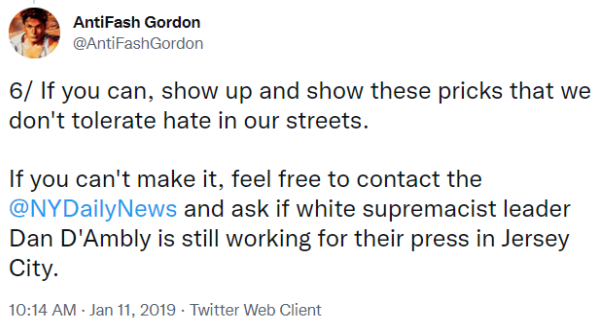 AntiFash Gordon
@AntiFashGordon
6/ If you can, show up and show these pricks that we
don't tolerate hate in our streets.
If you can't make it, feel free to contact the
@NYDailyNews and ask if white supremacist leader
Dan D'Ambly is still working for their press in Jersey
City.
10:14 AM · Jan 11, 2019 · Twitter Web Client